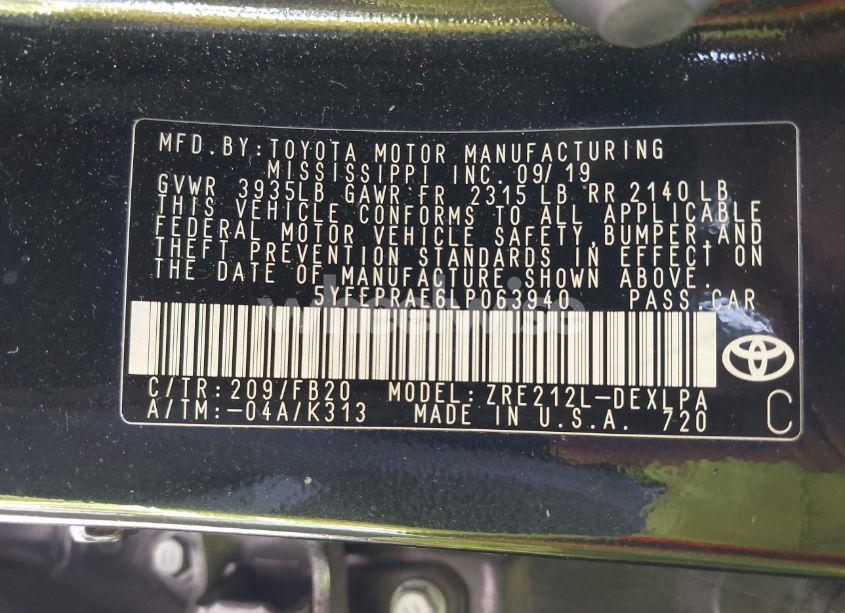 MFD.BY:TOYOTA MOTOR MANUFACTURING
MISSISSIPPI INC. 09/19
GVWR 3935LB GAWR FR 2315 LB RR 2140 LB
THIS VEHICLE CONFORMS TO ALL APPLICABLE
FEDERAL MOTOR VEHICLE SAFETY, BUMPER, AND
THEFT PREVENTION STANDARDS IN EFFECT ON
THE DATE OF MANUFACTURE SHOWN ABOVE.
5YFEPRAE6LP063940 PASS.CAR
wheelwise
C/TR:209/FB20 MODEL:ZRE212L-DEXLPA
A/TM:-04A/K313 MADE IN U.S.A. 720
C